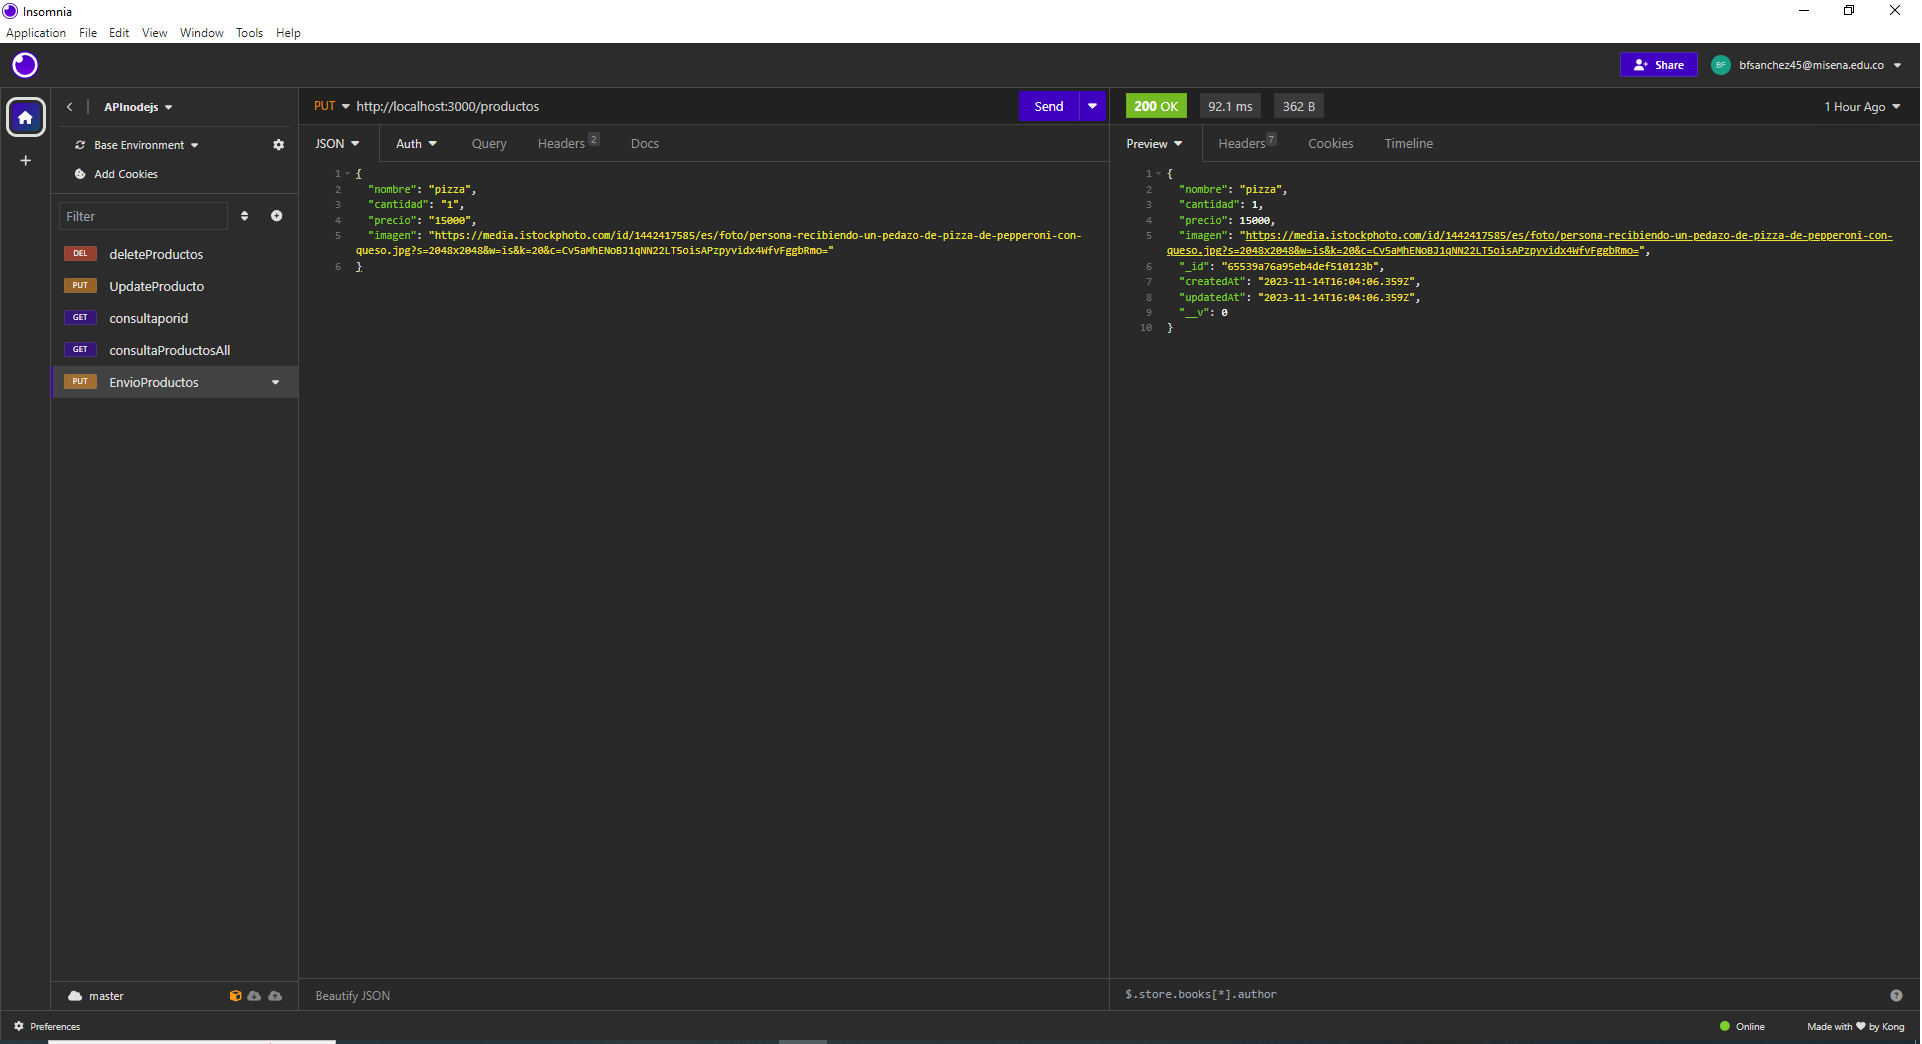 Insomnia
Application File Edit View Window Tools Help
Share
BF bfsanchez45@misena.edu.co
APInodejs
Base Environment
Add Cookies
Filter
DEL deleteProductos
PUT UpdateProducto
GET consultaporid
GET consultaProductosAll
PUT EnvioProductos
master
PUT http://localhost:3000/productos
Send
JSON Auth Query Headers 2 Docs
1 {
2 "nombre": "pizza",
3 "cantidad": "1",
4 "precio": "15000",
5 "imagen": "https://media.istockphoto.com/id/1442417585/es/foto/persona-recibiendo-un-pedazo-de-pizza-de-pepperoni-con-
queso.jpg?s=2048x2048&w=is&k=20&c=CV5aMhENoBJ1qNN22LT5oisAPzpyvidx4WfvFggbRmo="
6 }
Beautify JSON
200 OK 92.1 ms 362 B 1 Hour Ago
Preview Headers 7 Cookies Timeline
1 {
2 "nombre": "pizza",
3 "cantidad": 1,
4 "precio": 15000,
5 "imagen": "https://media.istockphoto.com/id/1442417585/es/foto/persona-recibiendo-un-pedazo-de-pizza-de-pepperoni-con-
queso.jpg?s=2048x2048&w=is&k=20&c=CV5aMhENoBJ1qNN22LT5oisAPzpyvidx4WfvFggbRmo=",
6 "_id": "65539a76a95eb4def510123b",
7 "createdAt": "2023-11-14T16:04:06.359Z",
8 "updatedAt": "2023-11-14T16:04:06.359Z",
9 "__v": 0
10 }
$.store.books[*].author
Preferences
Online
Made with by Kong